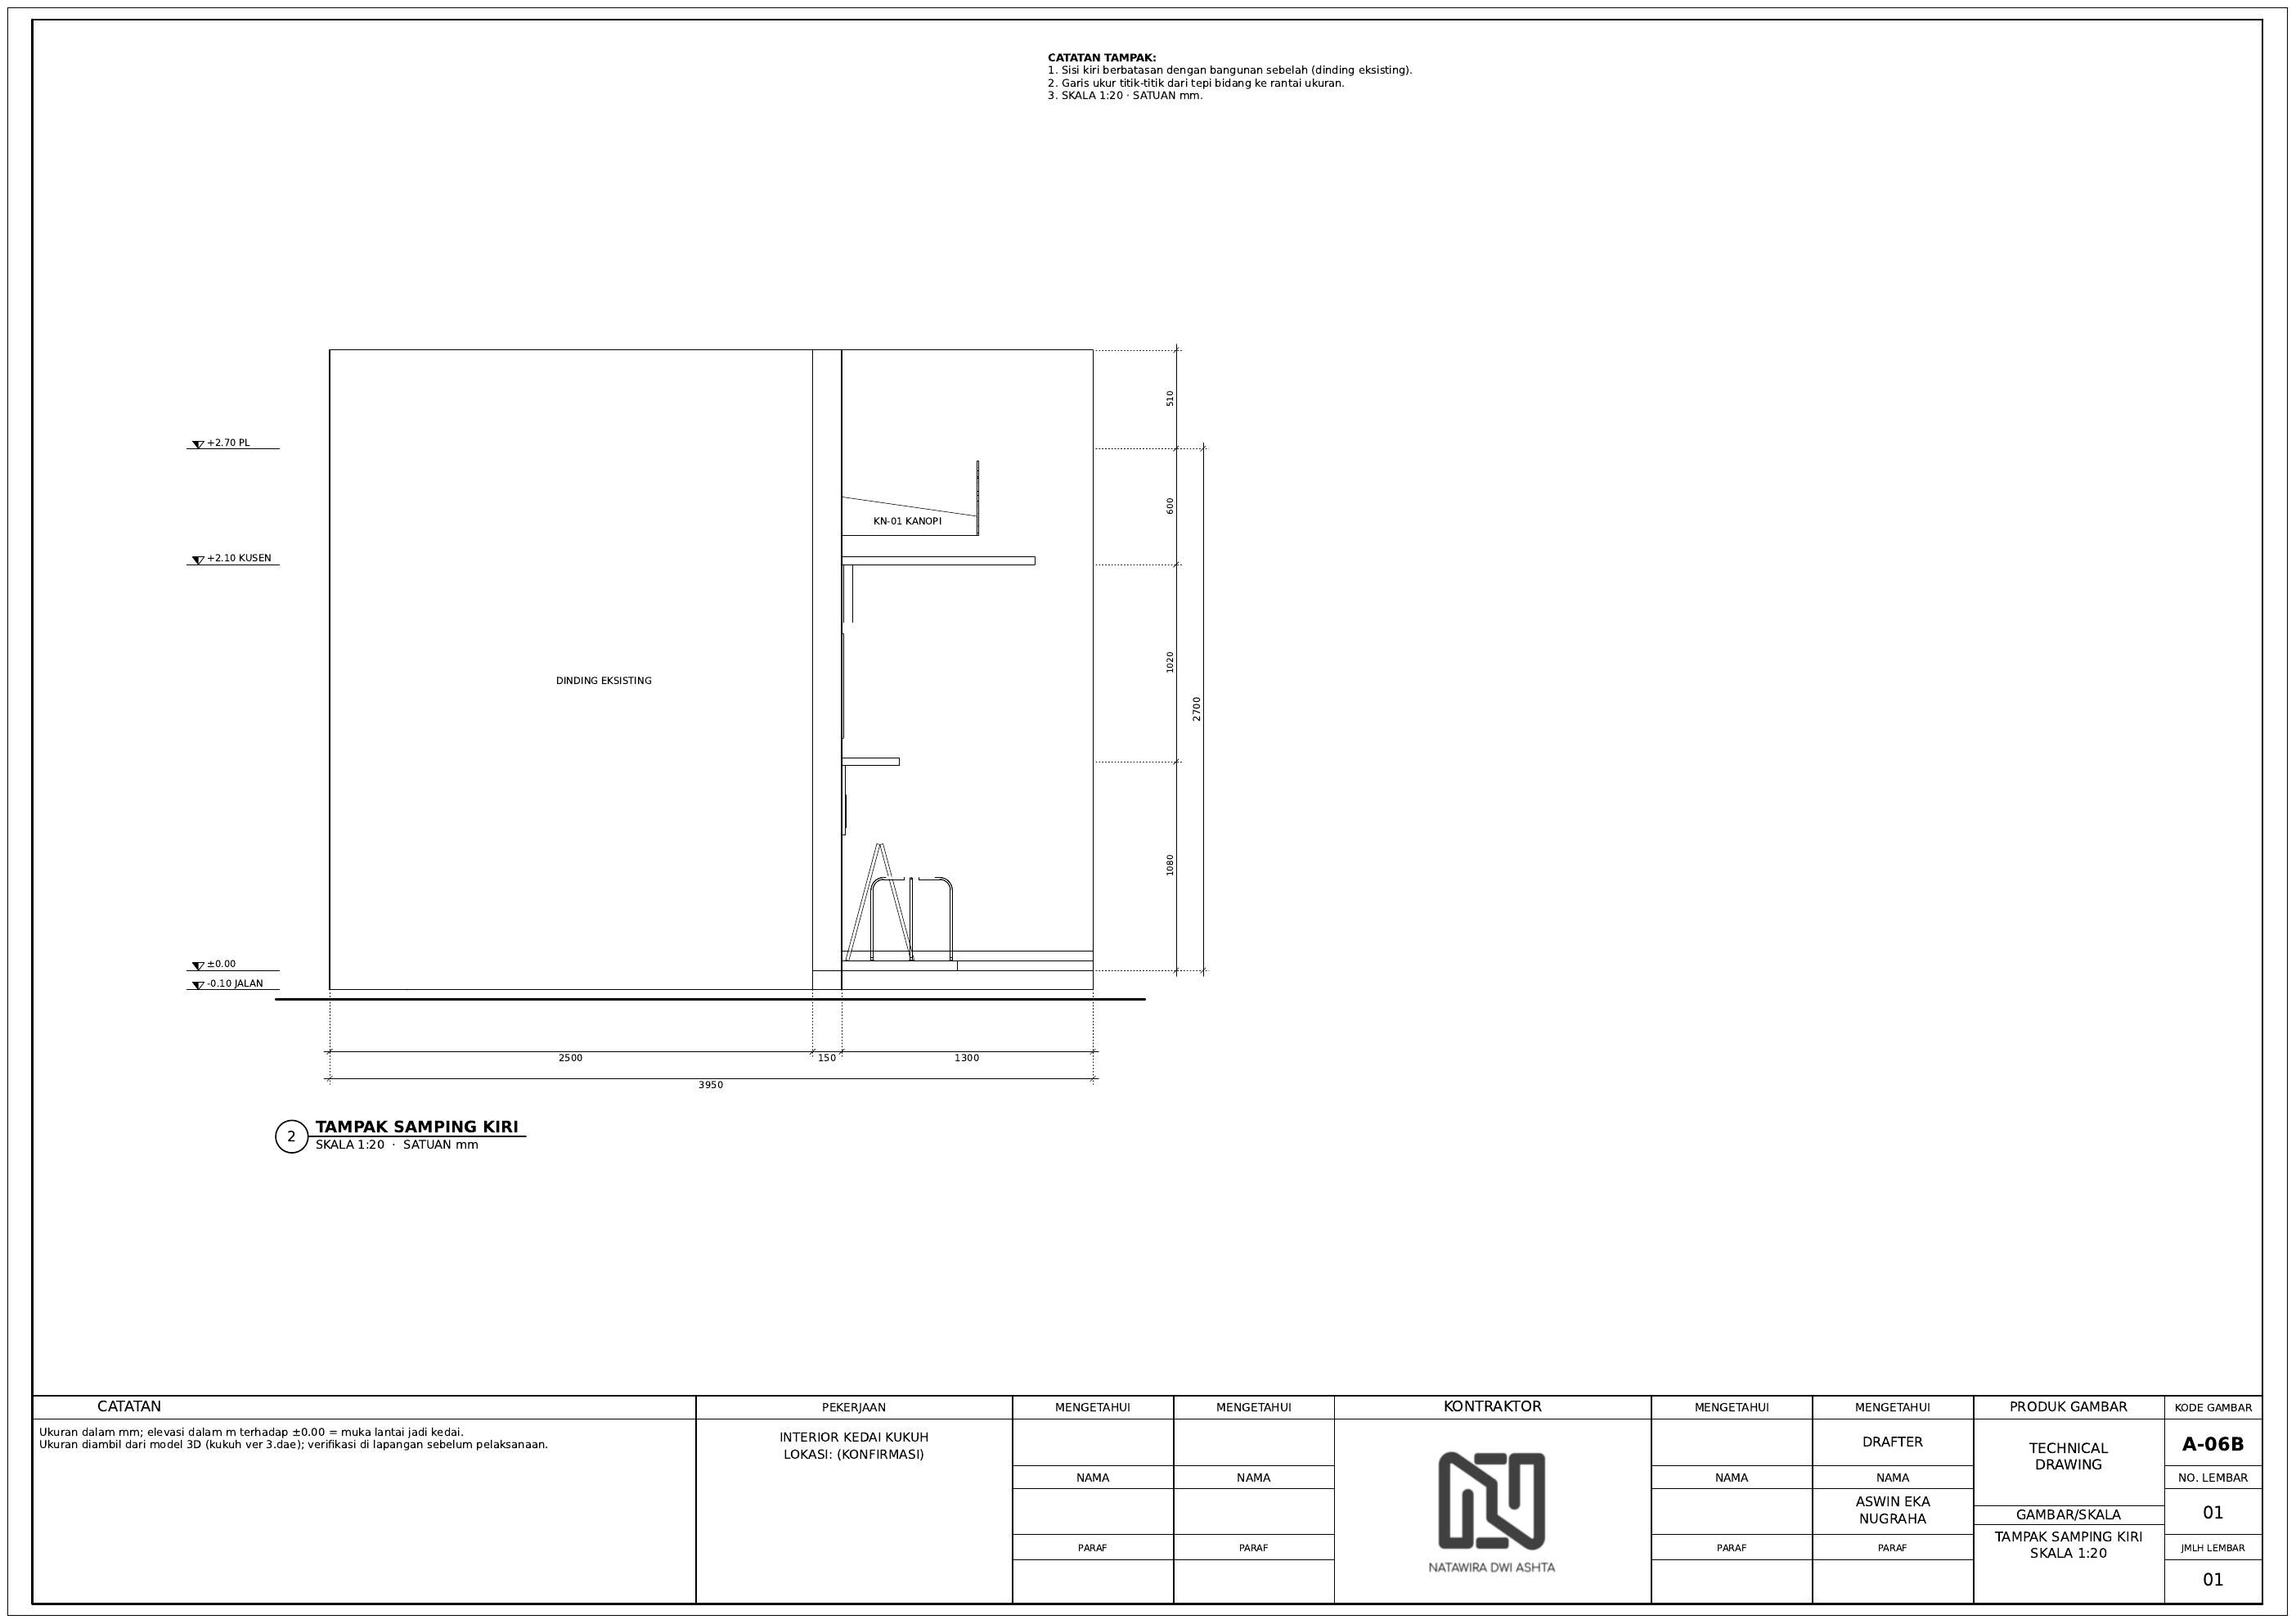 CATATAN TAMPAK:
1. Sisi kiri berbatasan dengan bangunan sebelah (dinding eksisting).
2. Garis ukur titik-titik dari tepi bidang ke rantai ukuran.
3. SKALA 1:20 · SATUAN mm.
510
+2.70 PL
600
KN-01 KANOPI
+2.10 KUSEN
1020
DINDING EKSISTING
2700
1080
±0.00
-0.10 JALAN
2500
150
1300
3950
2
TAMPAK SAMPING KIRI
SKALA 1:20 · SATUAN mm
CATATAN
Ukuran dalam mm; elevasi dalam m terhadap ±0.00 = muka lantai jadi kedai.
Ukuran diambil dari model 3D (kukuh ver 3.dae); verifikasi di lapangan sebelum pelaksanaan.
PEKERJAAN
INTERIOR KEDAI KUKUH
LOKASI: (KONFIRMASI)
MENGETAHUI
NAMA
PARAF
MENGETAHUI
NAMA
PARAF
KONTRAKTOR
NATAWIRA DWI ASHTA
MENGETAHUI
NAMA
PARAF
MENGETAHUI
DRAFTER
NAMA
ASWIN EKA
NUGRAHA
PARAF
PRODUK GAMBAR
TECHNICAL
DRAWING
GAMBAR/SKALA
TAMPAK SAMPING KIRI
SKALA 1:20
KODE GAMBAR
A-06B
NO. LEMBAR
01
JMLH LEMBAR
01